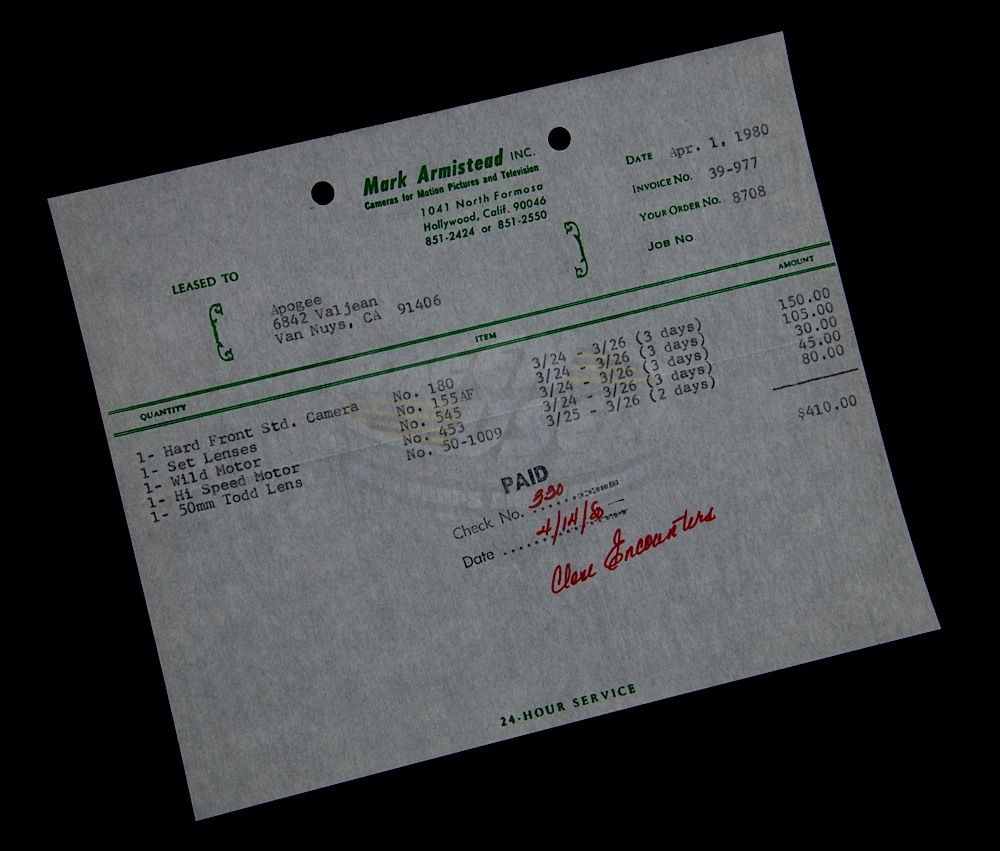 Mark Armistead INC.
Cameras for Motion Pictures and Television
1041 North Formosa
Hollywood, Calif. 90046
851-2424 or 851-2550
DATE Apr. 1, 1980
INVOICE NO. 39-977
YOUR ORDER NO. 8708
JOB NO
LEASED TO
Apogee
6842 Valjean
Van Nuys, CA 91406
QUANTITY ITEM AMOUNT
1- Hard Front Std. Camera No. 180 3/24 - 3/26 (3 days) 150.00
1- Set Lenses No. 155AF 3/24 - 3/26 (3 days) 105.00
1- Wild Motor No. 545 3/24 - 3/26 (3 days) 30.00
1- Hi Speed Motor No. 453 3/24 - 3/26 (3 days) 45.00
1- 50mm Todd Lens No. 50-1009 3/25 - 3/26 (2 days) 80.00
$410.00
PAID
Check No. 330
Date 4/14/80
Close Encounters
24-HOUR SERVICE